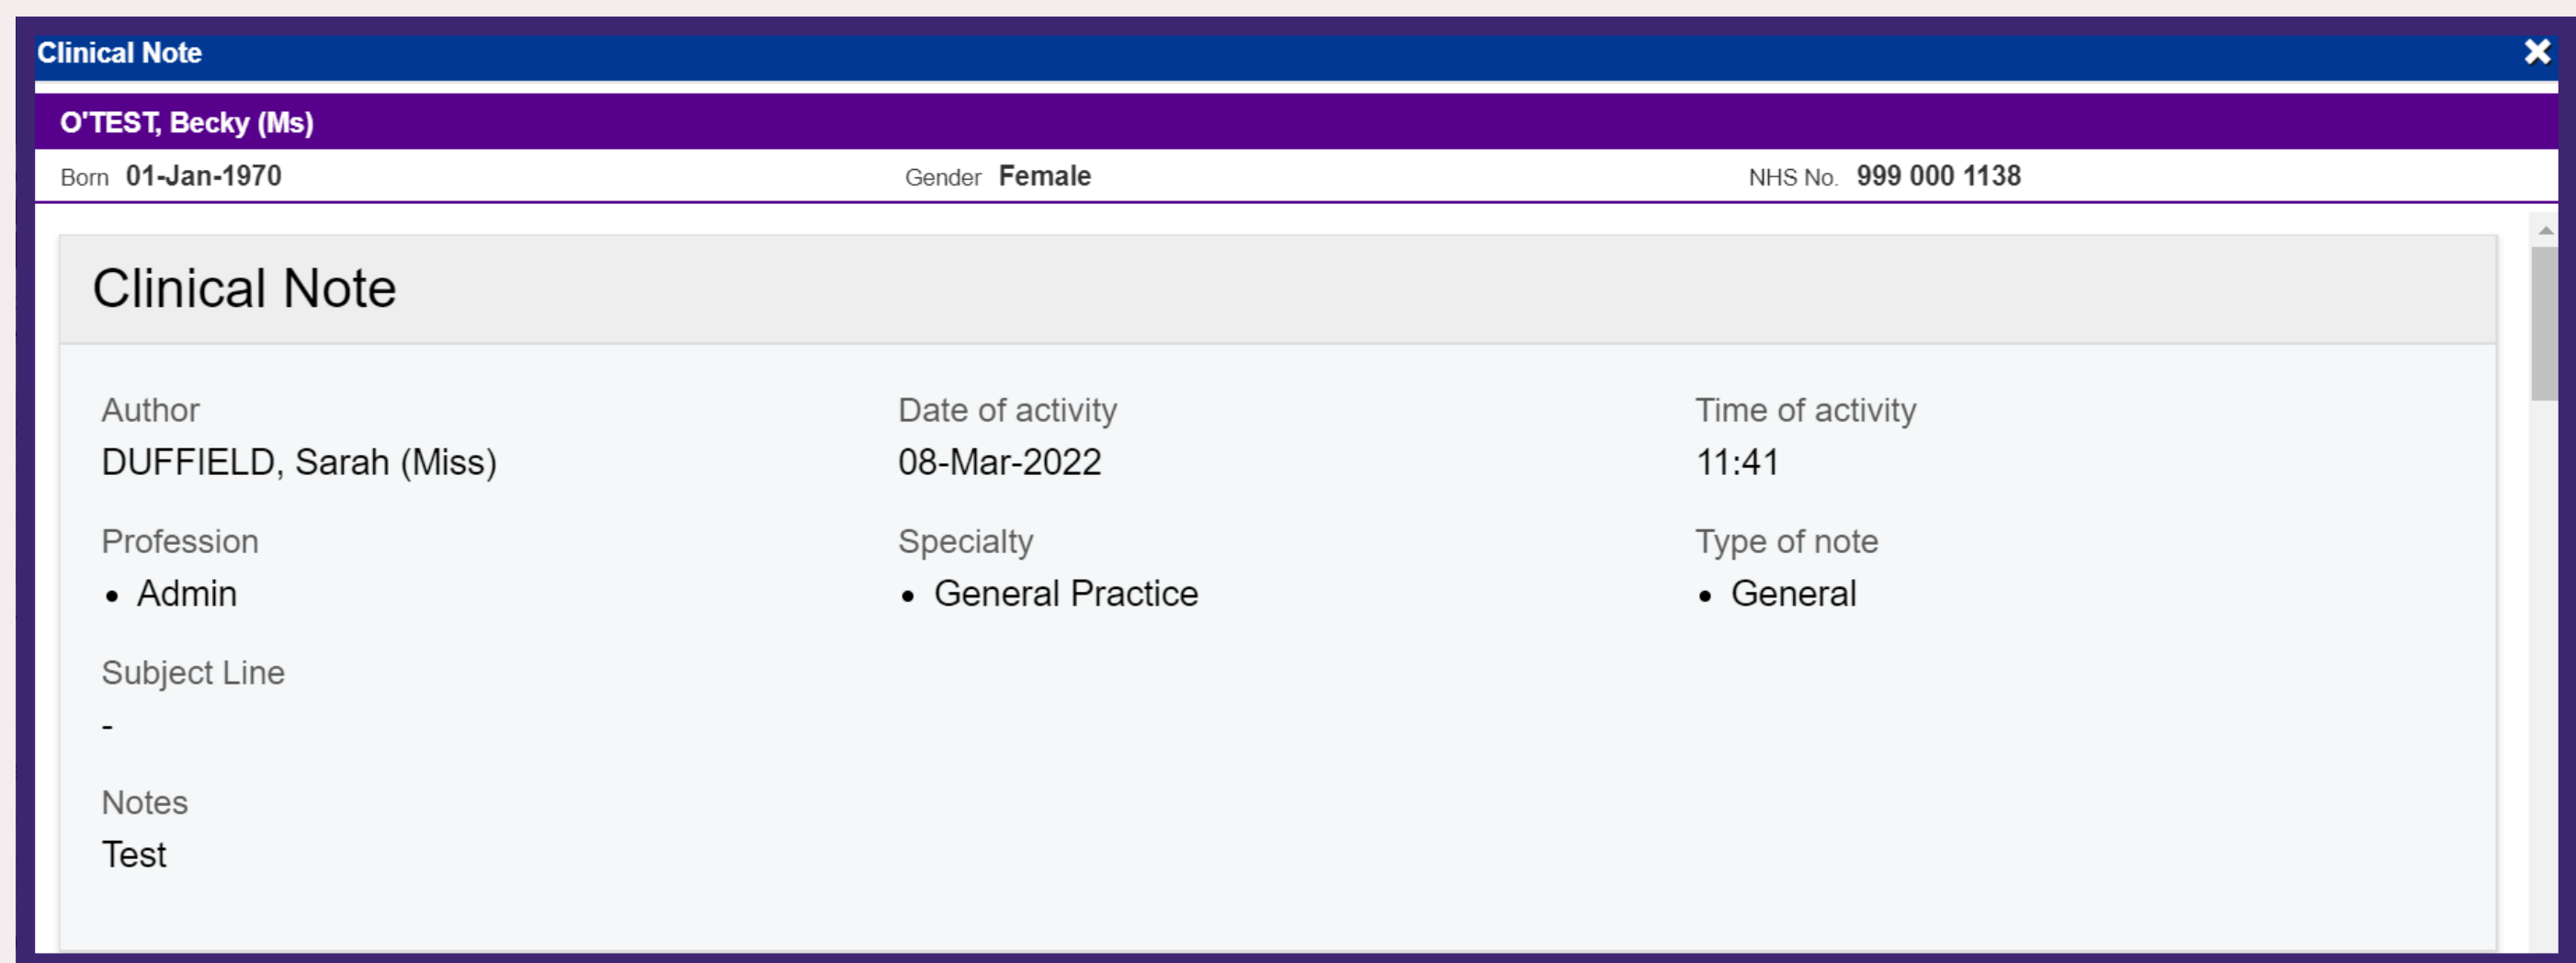 Clinical Note
O'TEST, Becky (Ms)
Born 01-Jan-1970 Gender Female NHS No. 999 000 1138
Clinical Note
Author Date of activity Time of activity
DUFFIELD, Sarah (Miss) 08-Mar-2022 11:41
Profession Specialty Type of note
• Admin • General Practice • General
Subject Line
-
Notes
Test